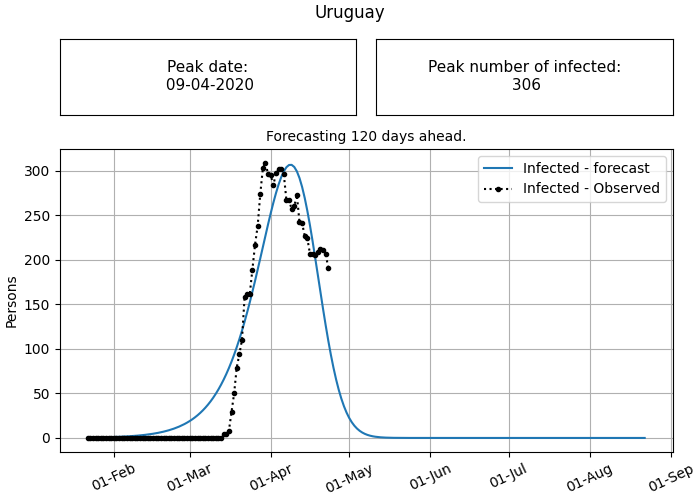 Uruguay
Peak date:
09-04-2020
Peak number of infected:
306
Forecasting 120 days ahead.
Infected - forecast
Infected - Observed
Persons
300
250
200
150
100
50
0
01-Feb
01-Mar
01-Apr
01-May
01-Jun
01-Jul
01-Aug
01-Sep